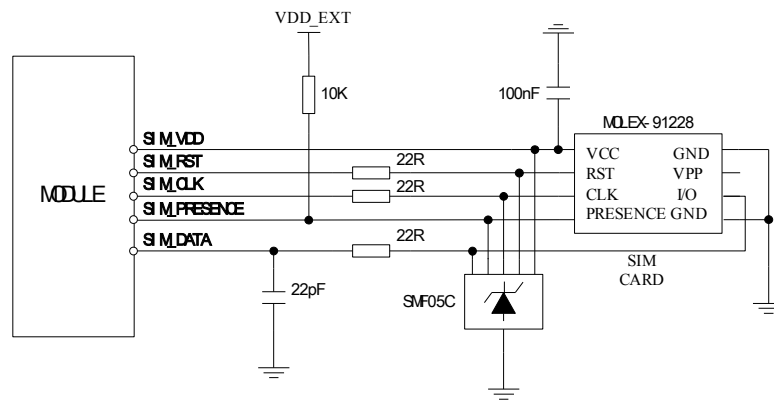 VDD_EXT
10K
100nF
MOLEX-91228
MODULE
SIM_VDD
SIM_RST
SIM_CLK
SIM_PRESENCE
SIM_DATA
22R
22R
22R
VCC GND
RST VPP
CLK I/O
PRESENCE GND
SIM
CARD
22pF
SMF05C